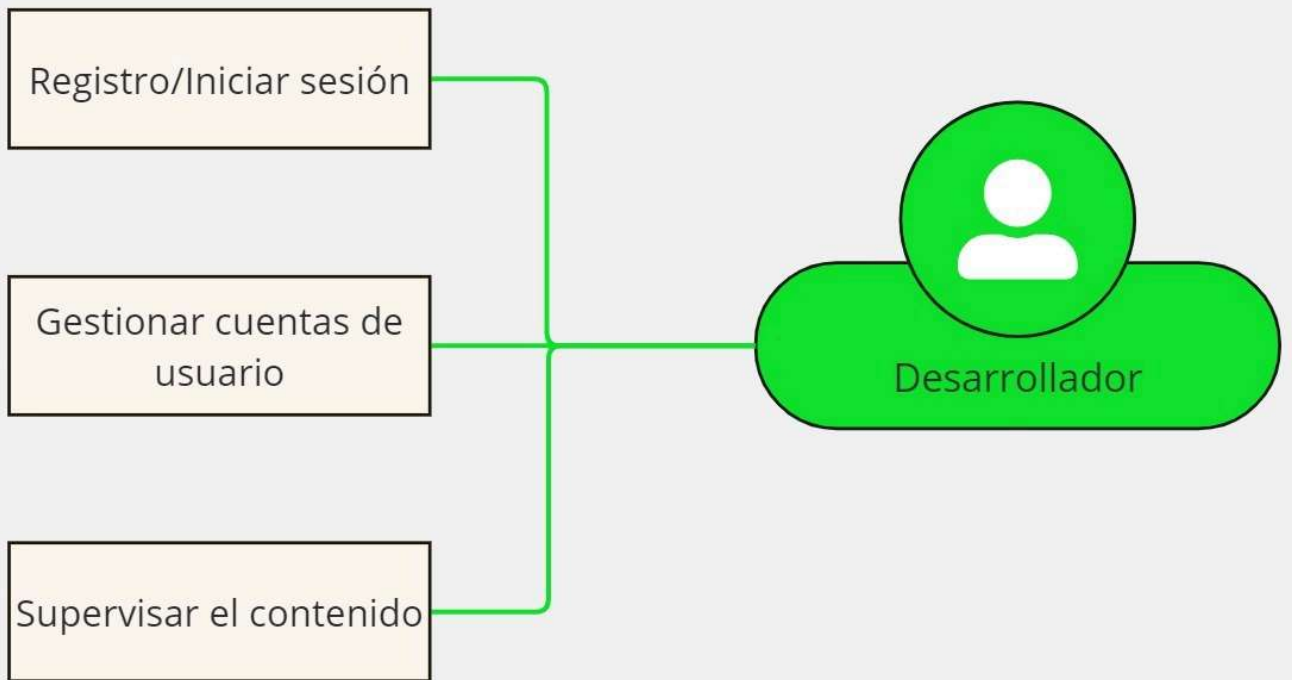 Registro/Iniciar sesión
Gestionar cuentas de
usuario
Desarrollador
Supervisar el contenido